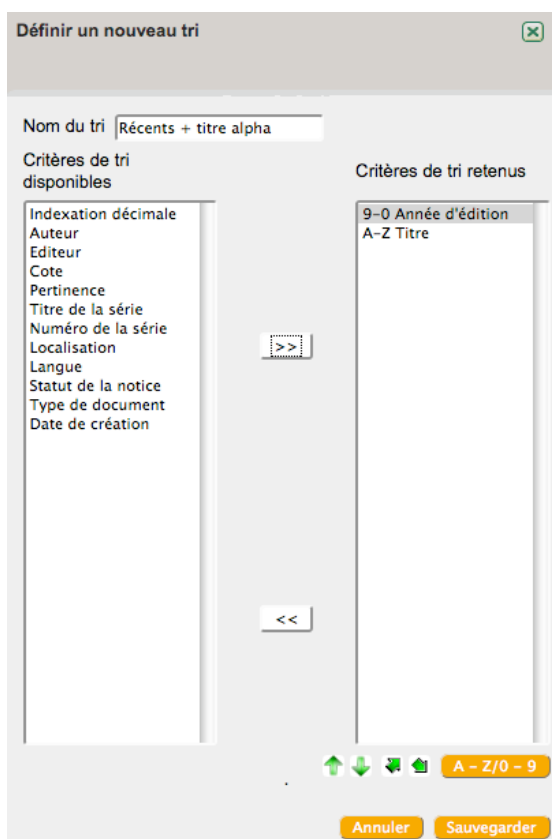 Définir un nouveau tri
Nom du tri Récents + titre alpha
Critères de tri
disponibles
Indexation décimale
Auteur
Editeur
Cote
Pertinence
Titre de la série
Numéro de la série
Localisation
Langue
Statut de la notice
Type de document
Date de création
>>
<<
Critères de tri retenus
9-0 Année d'édition
A-Z Titre
A - Z/0 - 9
Annuler Sauvegarder